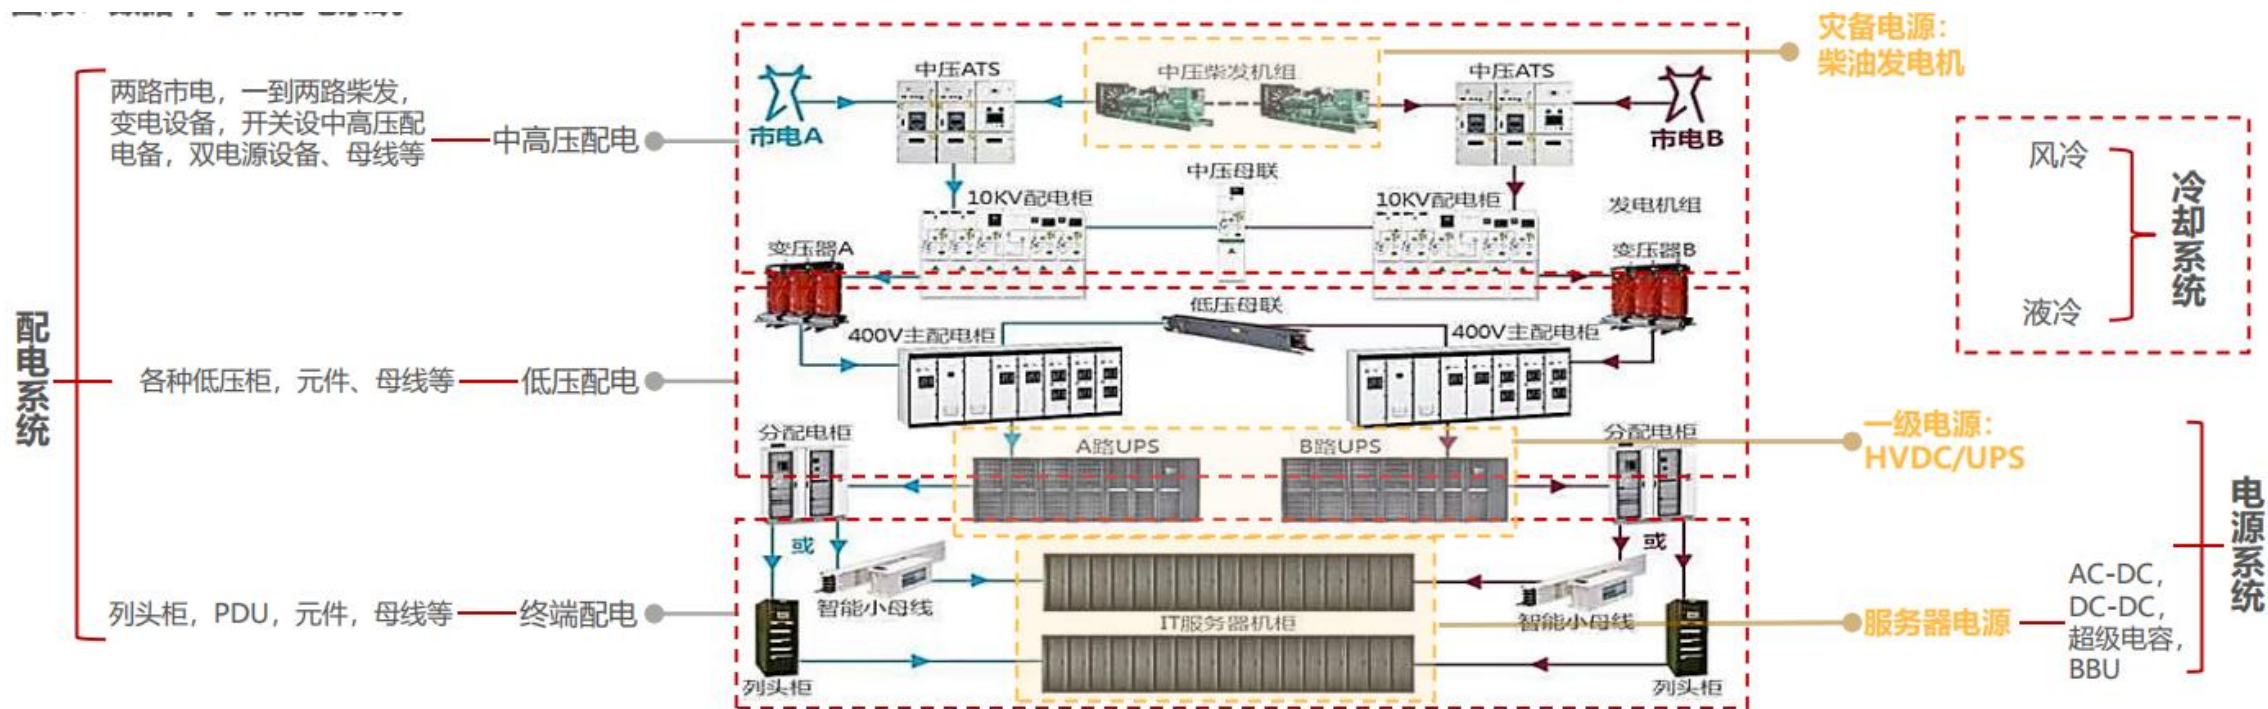 配电系统
两路市电，一到两路柴发，
变电设备，开关设中高压配
电备，双电源设备、母线等
中高压配电
各种低压柜，元件、母线等
低压配电
列头柜，PDU，元件，母线等
终端配电
市电A
中压ATS
中压柴发机组
中压ATS
市电B
中压母联
10KV配电柜
10KV配电柜
发电机组
变压器A
变压器B
低压母联
400V主配电柜
400V主配电柜
分配电柜
A路UPS
B路UPS
分配电柜
或
或
智能小母线
IT服务器机柜
智能小母线
列头柜
列头柜
灾备电源：
柴油发电机
风冷
液冷
冷却系统
一级电源：
HVDC/UPS
服务器电源
AC-DC，
DC-DC，
超级电容，
BBU
电源系统